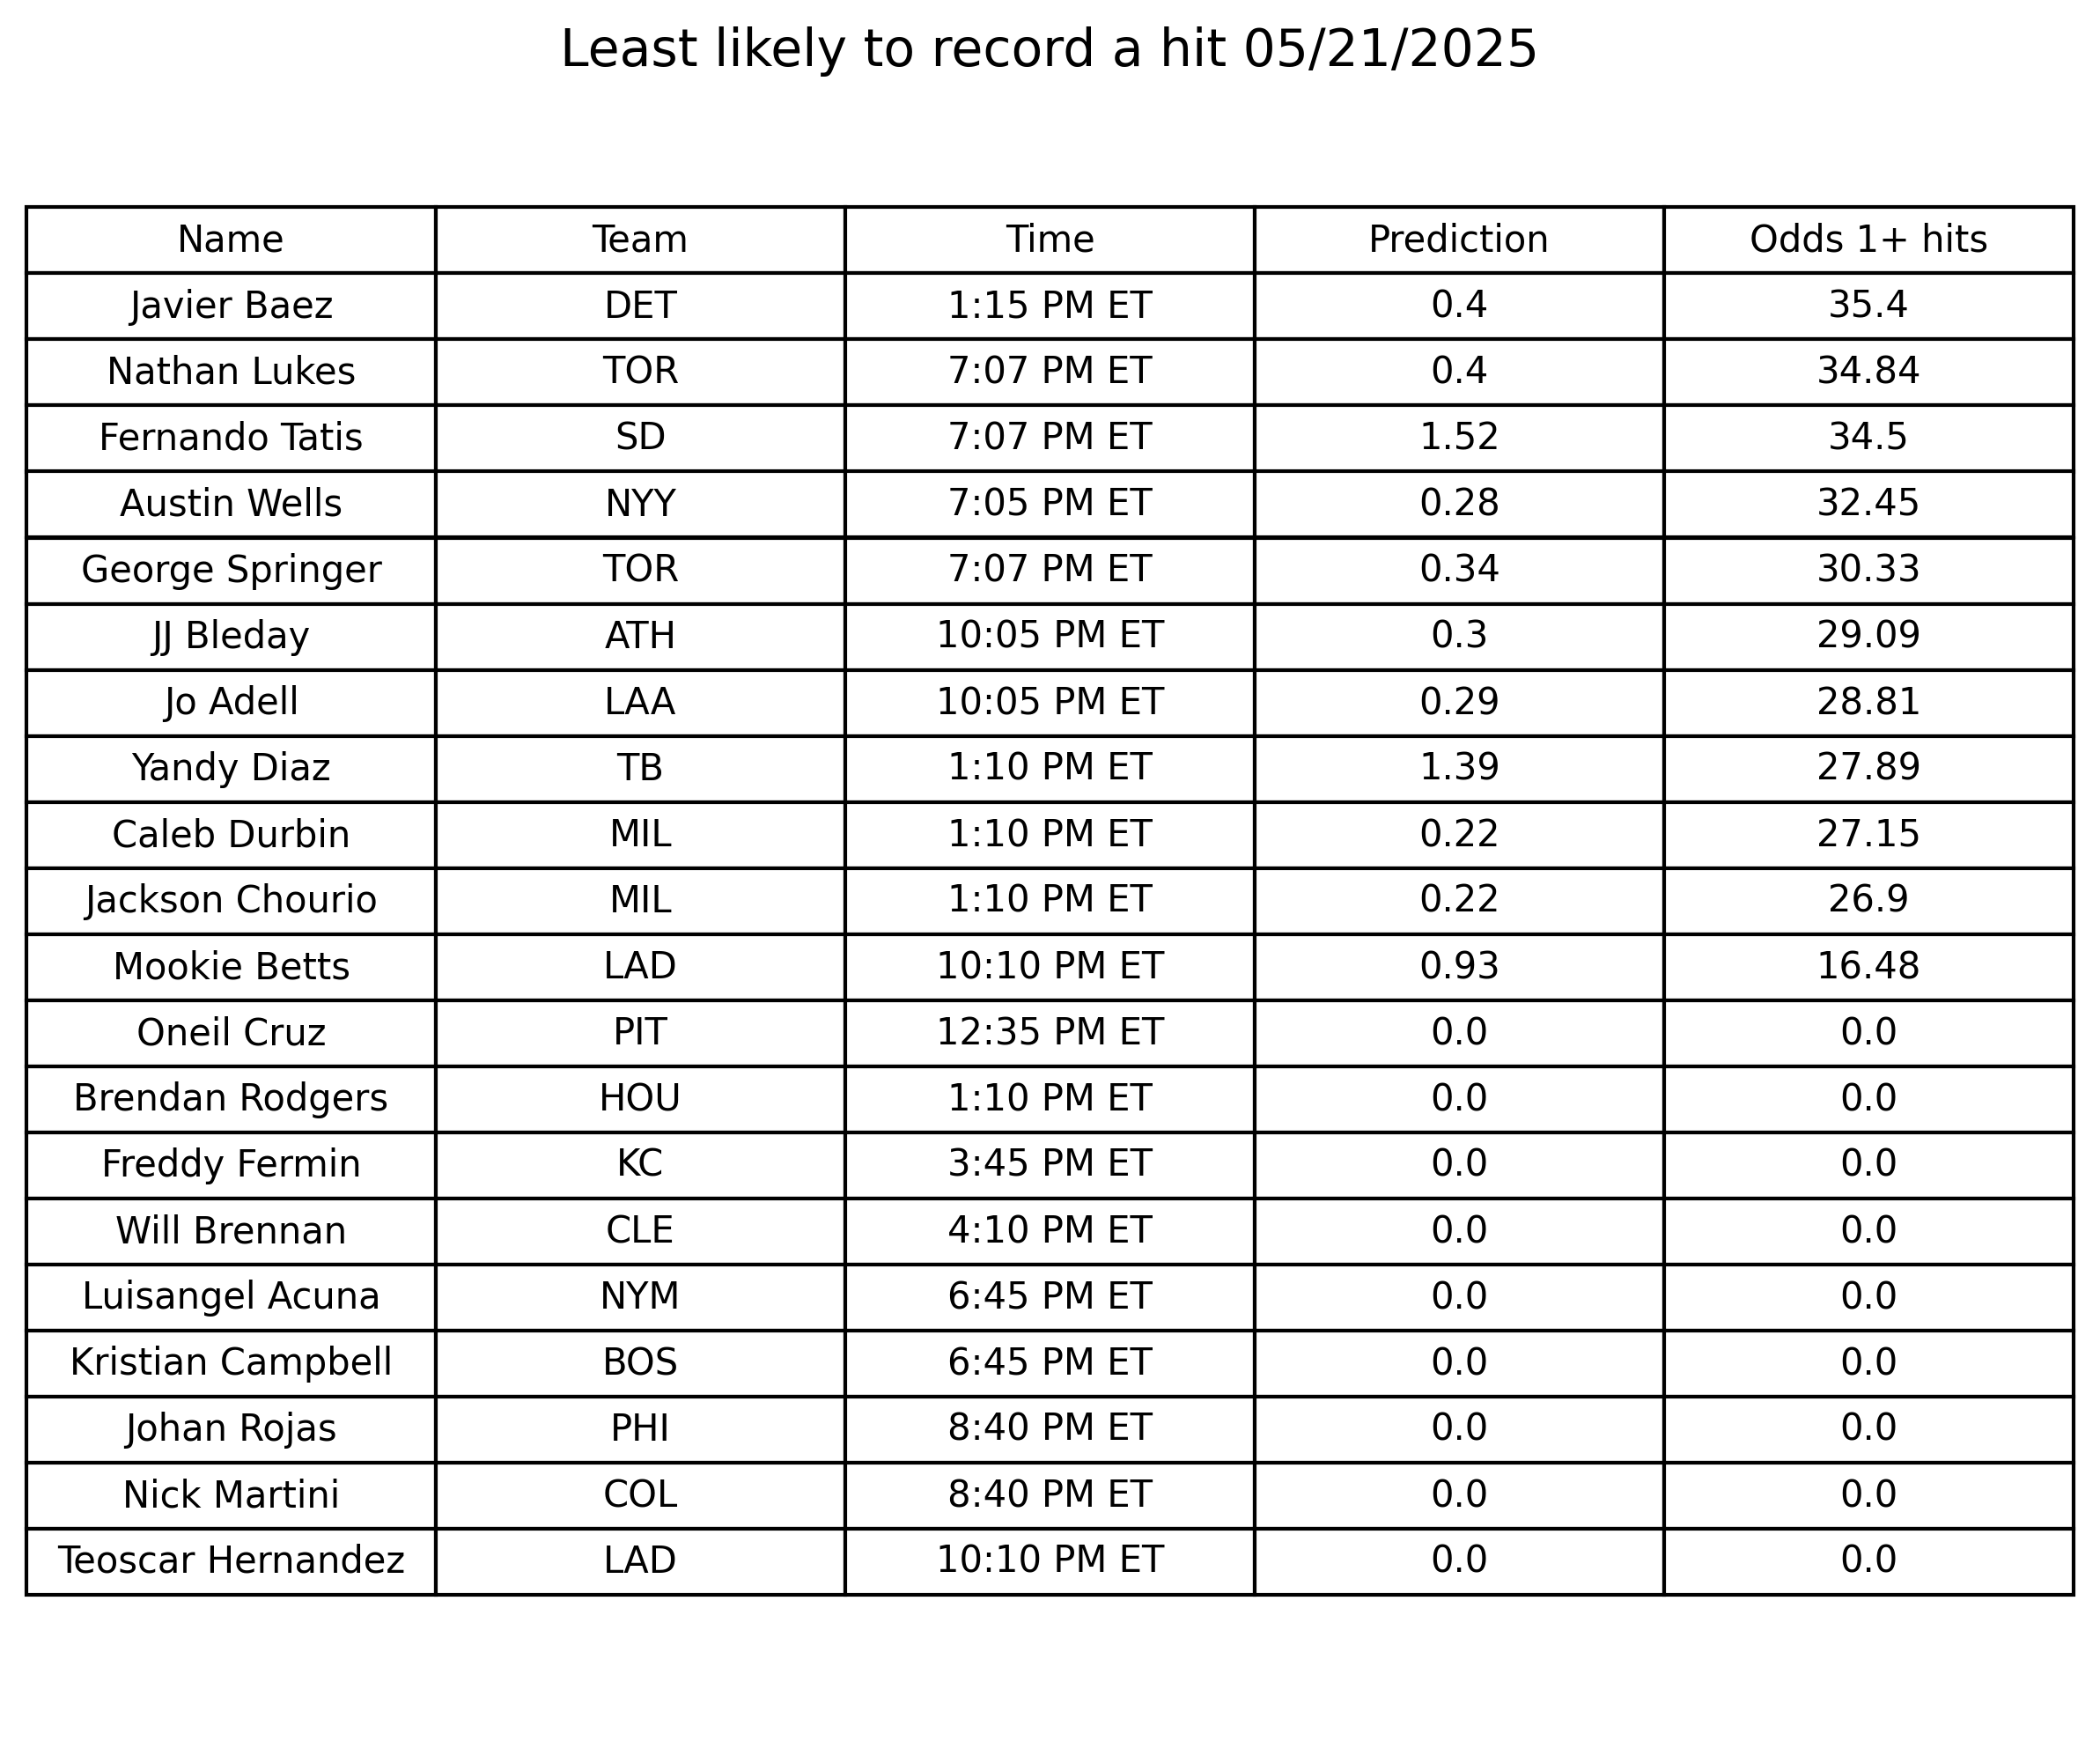 Least likely to record a hit 05/21/2025
Name Team Time Prediction Odds 1+ hits
Javier Baez DET 1:15 PM ET 0.4 35.4
Nathan Lukes TOR 7:07 PM ET 0.4 34.84
Fernando Tatis SD 7:07 PM ET 1.52 34.5
Austin Wells NYY 7:05 PM ET 0.28 32.45
George Springer TOR 7:07 PM ET 0.34 30.33
JJ Bleday ATH 10:05 PM ET 0.3 29.09
Jo Adell LAA 10:05 PM ET 0.29 28.81
Yandy Diaz TB 1:10 PM ET 1.39 27.89
Caleb Durbin MIL 1:10 PM ET 0.22 27.15
Jackson Chourio MIL 1:10 PM ET 0.22 26.9
Mookie Betts LAD 10:10 PM ET 0.93 16.48
Oneil Cruz PIT 12:35 PM ET 0.0 0.0
Brendan Rodgers HOU 1:10 PM ET 0.0 0.0
Freddy Fermin KC 3:45 PM ET 0.0 0.0
Will Brennan CLE 4:10 PM ET 0.0 0.0
Luisangel Acuna NYM 6:45 PM ET 0.0 0.0
Kristian Campbell BOS 6:45 PM ET 0.0 0.0
Johan Rojas PHI 8:40 PM ET 0.0 0.0
Nick Martini COL 8:40 PM ET 0.0 0.0
Teoscar Hernandez LAD 10:10 PM ET 0.0 0.0